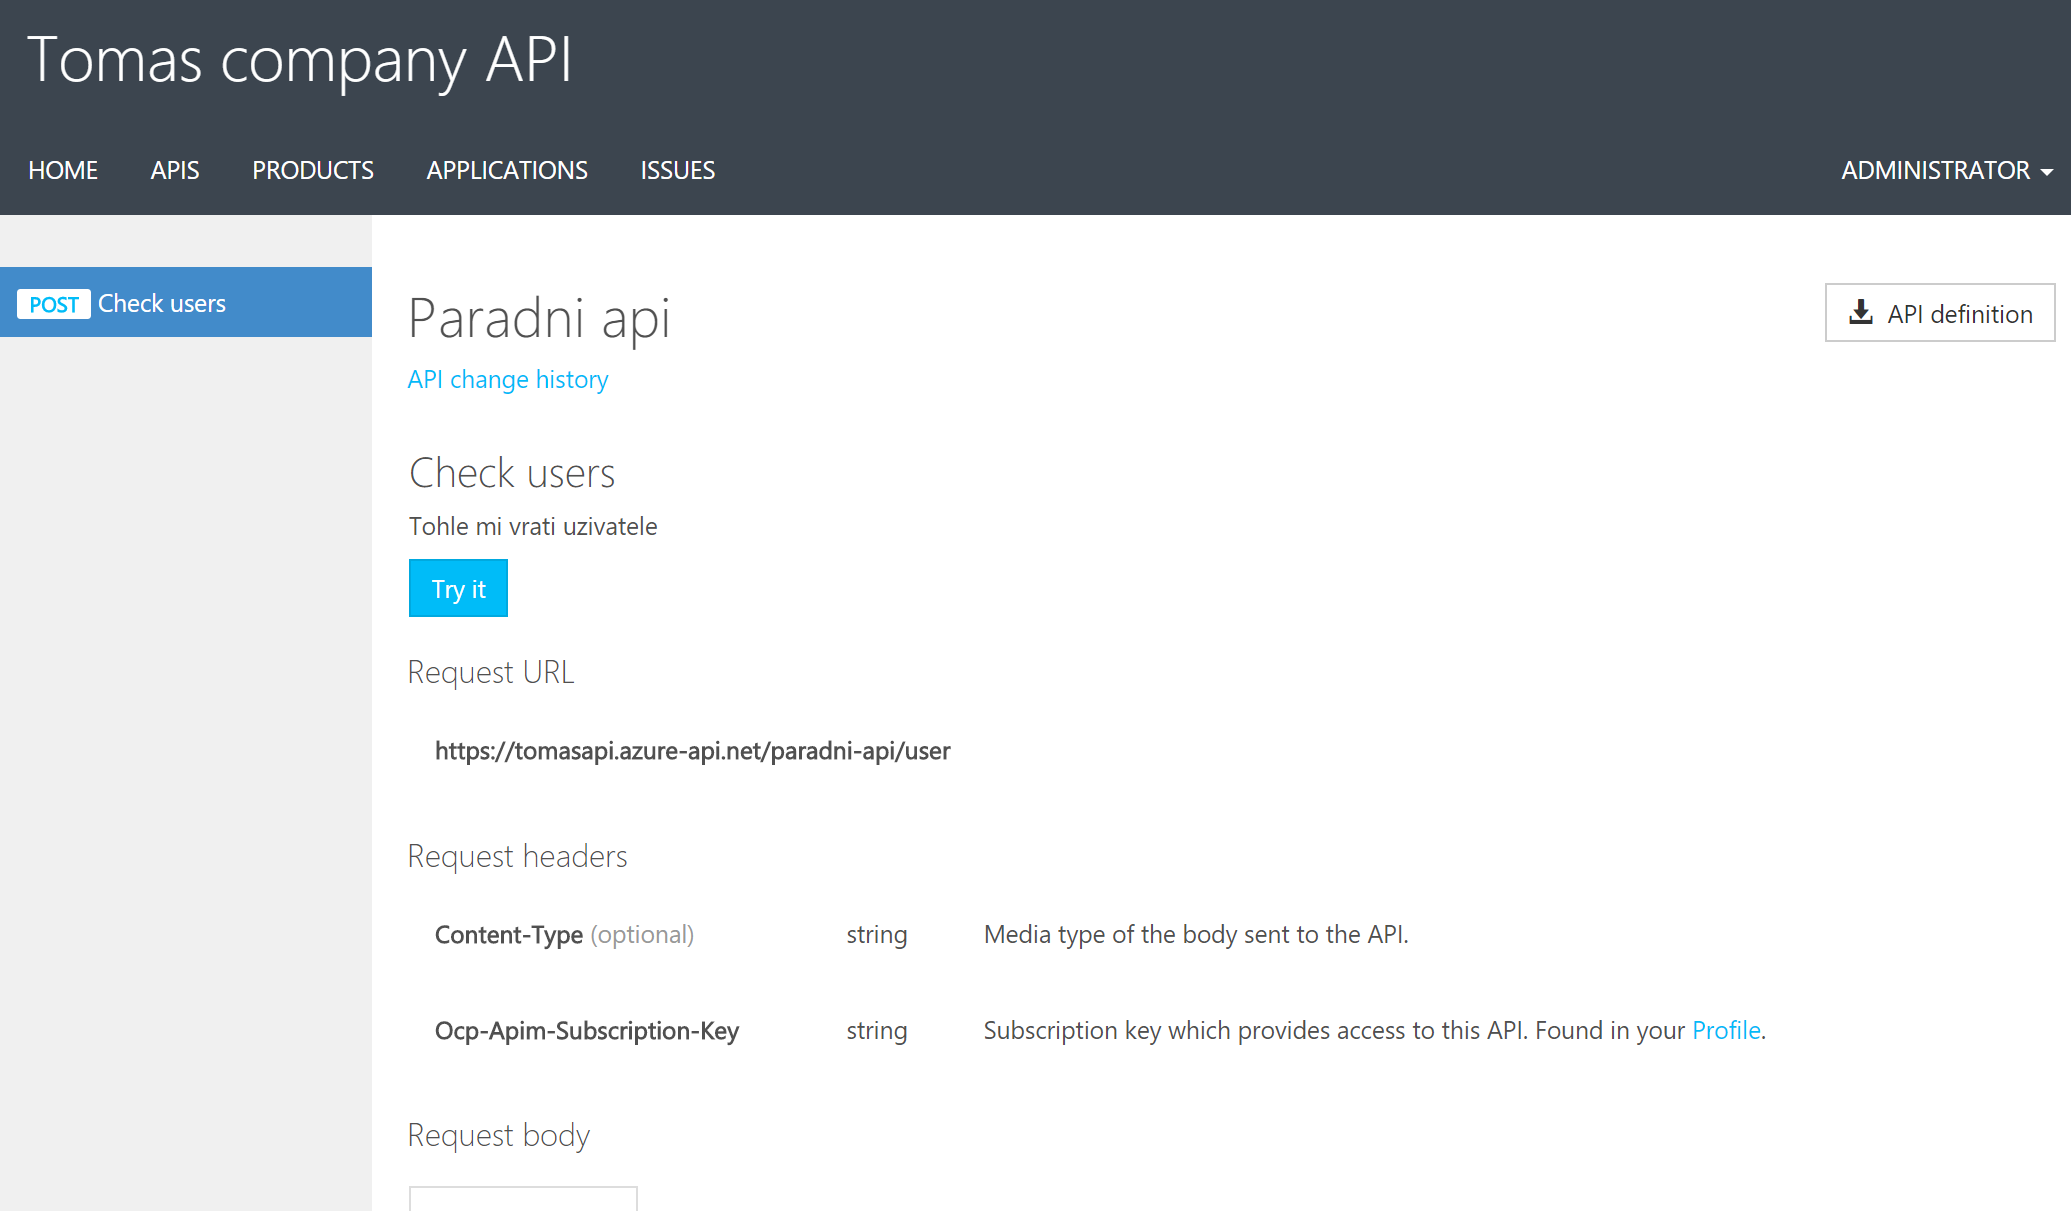 Tomas company API
HOME APIS PRODUCTS APPLICATIONS ISSUES ADMINISTRATOR
POST Check users
Paradni api
API definition
API change history
Check users
Tohle mi vrati uzivatele
Try it
Request URL
https://tomasapi.azure-api.net/paradni-api/user
Request headers
Content-Type (optional) string Media type of the body sent to the API.
Ocp-Apim-Subscription-Key string Subscription key which provides access to this API. Found in your Profile.
Request body